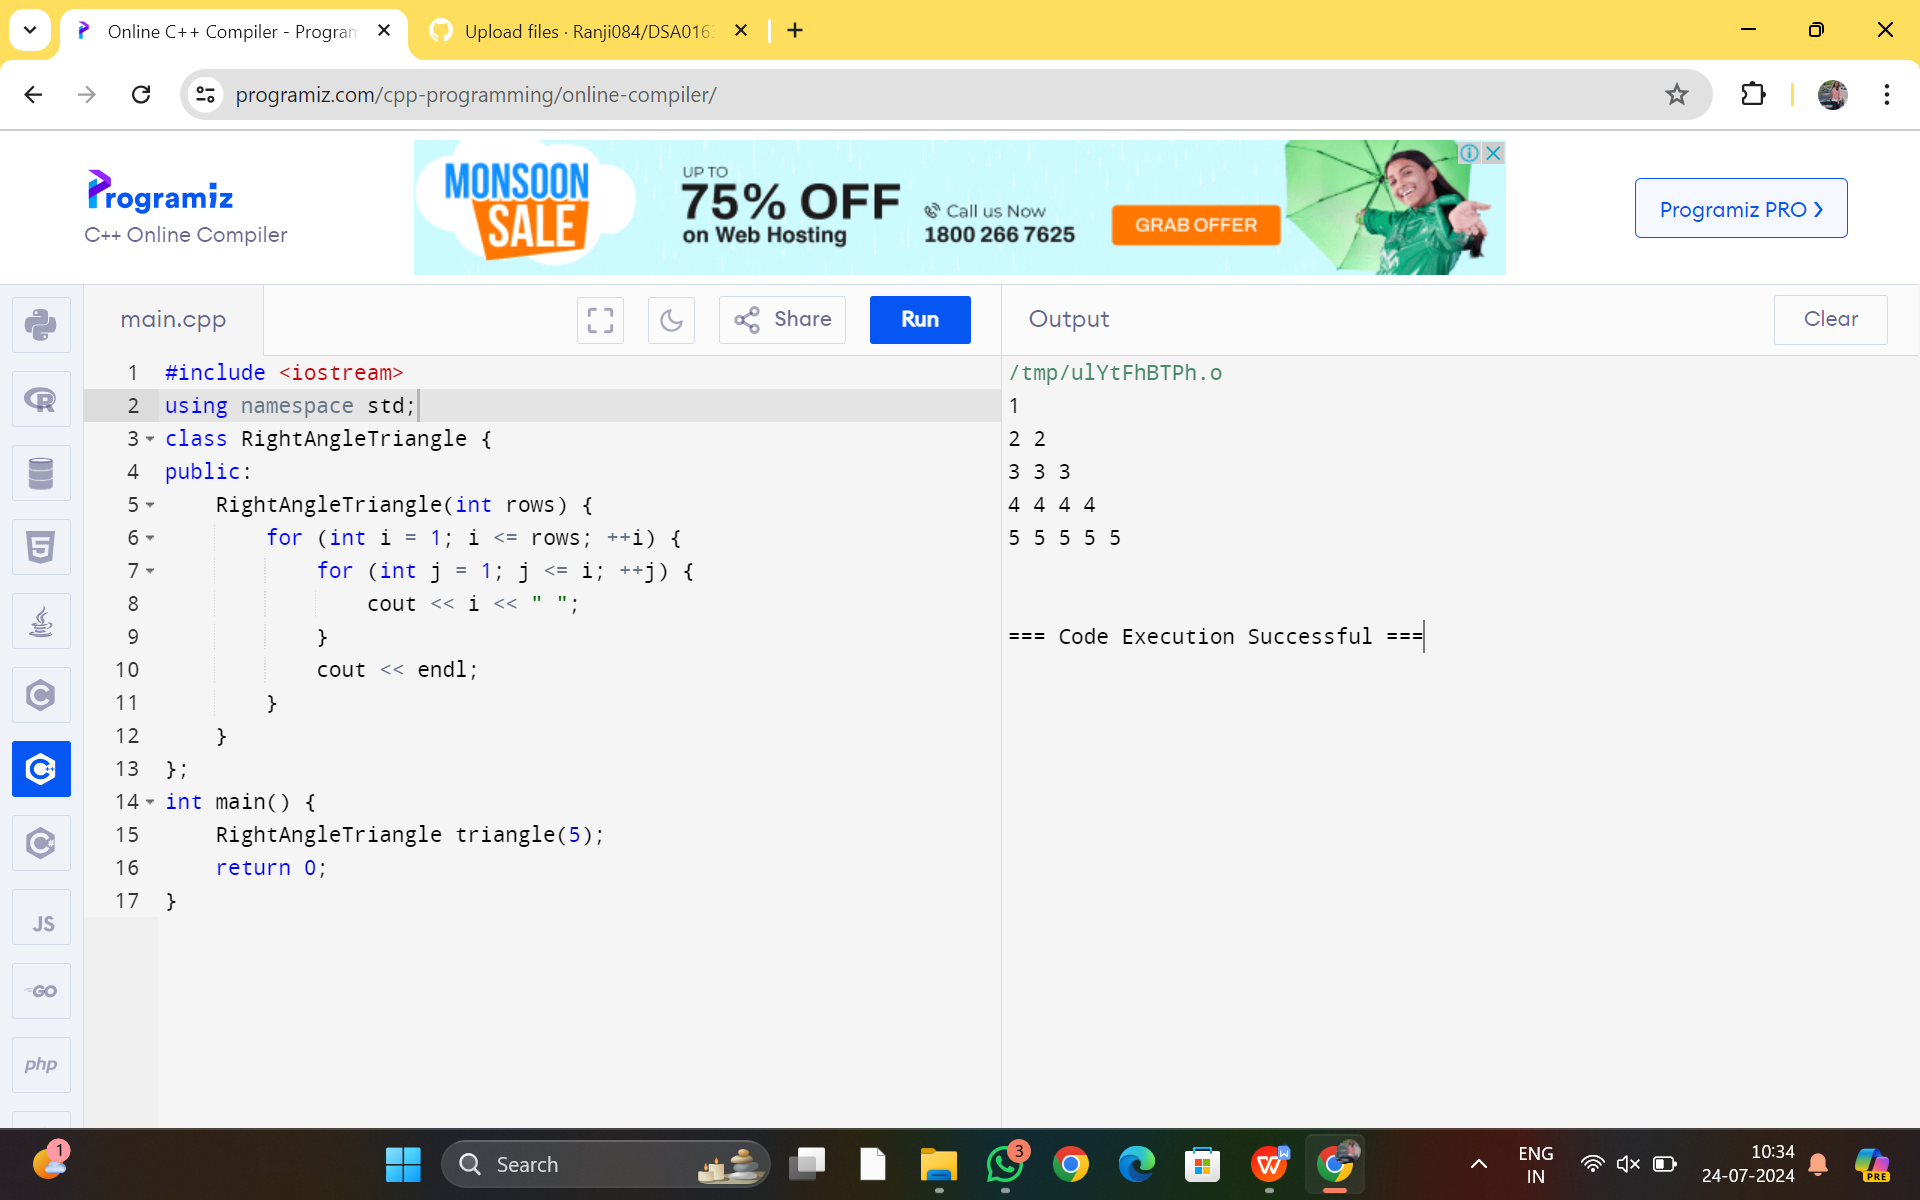 Online C++ Compiler - Program
Upload files · Ranji084/DSA016
programiz.com/cpp-programming/online-compiler/
Programiz
C++ Online Compiler
MONSOON
SALE
UP TO
75% OFF
on Web Hosting
Call us Now
1800 266 7625
GRAB OFFER
Programiz PRO
main.cpp
Share
Run
Output
Clear
1 #include <iostream>
2 using namespace std;
3 class RightAngleTriangle {
4 public:
5     RightAngleTriangle(int rows) {
6         for (int i = 1; i <= rows; ++i) {
7             for (int j = 1; j <= i; ++j) {
8                 cout << i << " ";
9             }
10             cout << endl;
11         }
12     }
13 };
14 int main() {
15     RightAngleTriangle triangle(5);
16     return 0;
17 }
/tmp/ulYtFhBTPh.o
1
2 2
3 3 3
4 4 4 4
5 5 5 5 5
=== Code Execution Successful ===
R
5
C
C++
C#
JS
GO
php
1
Search
3
W
W
ENG
IN
10:34
24-07-2024
PRE